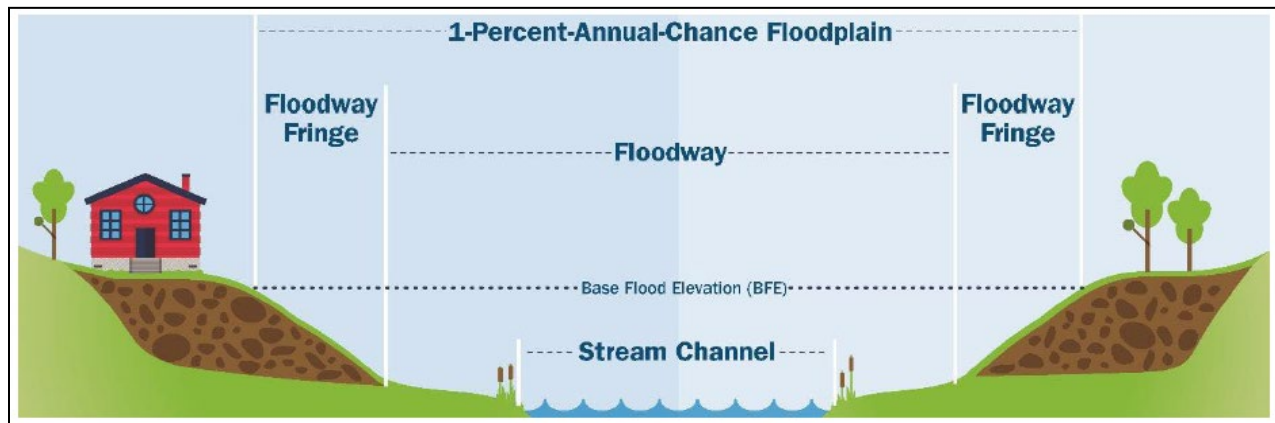 1-Percent-Annual-Chance Floodplain
Floodway
Fringe
Floodway
Floodway
Fringe
Base Flood Elevation (BFE)
Stream Channel